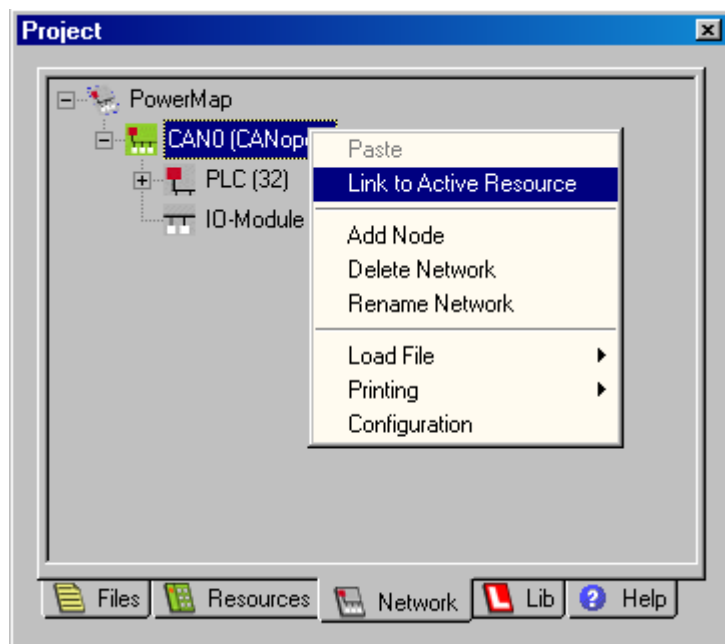 Project
PowerMap
CAN0 (CANop
PLC (32)
IO-Module
Paste
Link to Active Resource
Add Node
Delete Network
Rename Network
Load File
Printing
Configuration
Files Resources Network Lib Help